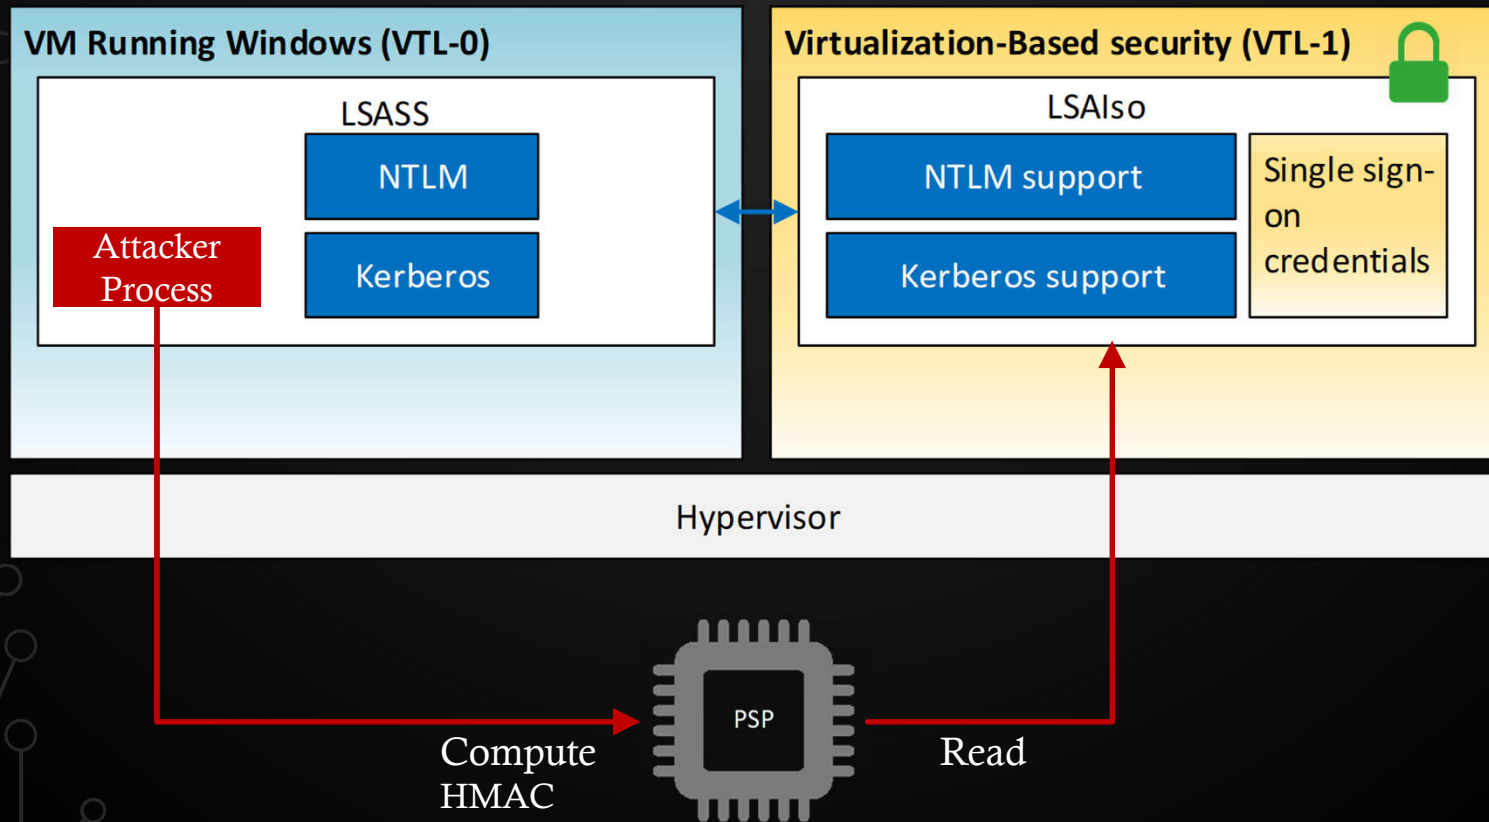 VM Running Windows (VTL-0)
LSASS
NTLM
Kerberos
Attacker
Process
Virtualization-Based security (VTL-1)
LSAIso
NTLM support
Kerberos support
Single sign-
on
credentials
Hypervisor
PSP
Compute
HMAC
Read